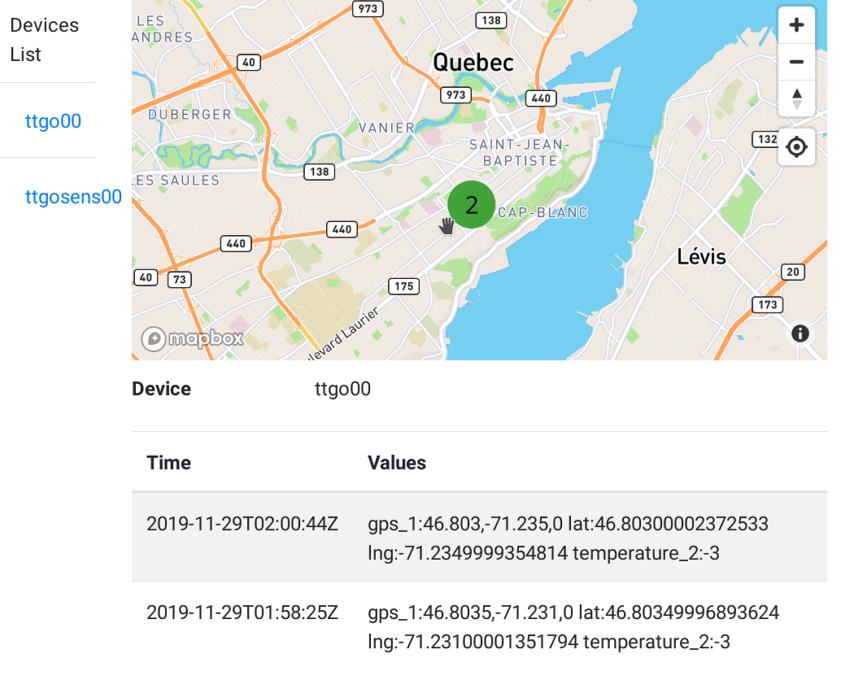 Devices
List
ttgo00
ttgosens00
973
138
LES
ANDRES
40
Quebec
973
440
DUBERGER
VANIER
SAINT-JEAN-
BAPTISTE
132
138
ES SAULES
2
CAP-BLANC
440
440
Lévis
40
73
175
20
173
levard Laurier
mapbox
Device ttgo00
Time Values
2019-11-29T02:00:44Z gps_1:46.803,-71.235,0 lat:46.80300002372533
lng:-71.2349999354814 temperature_2:-3
2019-11-29T01:58:25Z gps_1:46.8035,-71.231,0 lat:46.80349996893624
lng:-71.23100001351794 temperature_2:-3